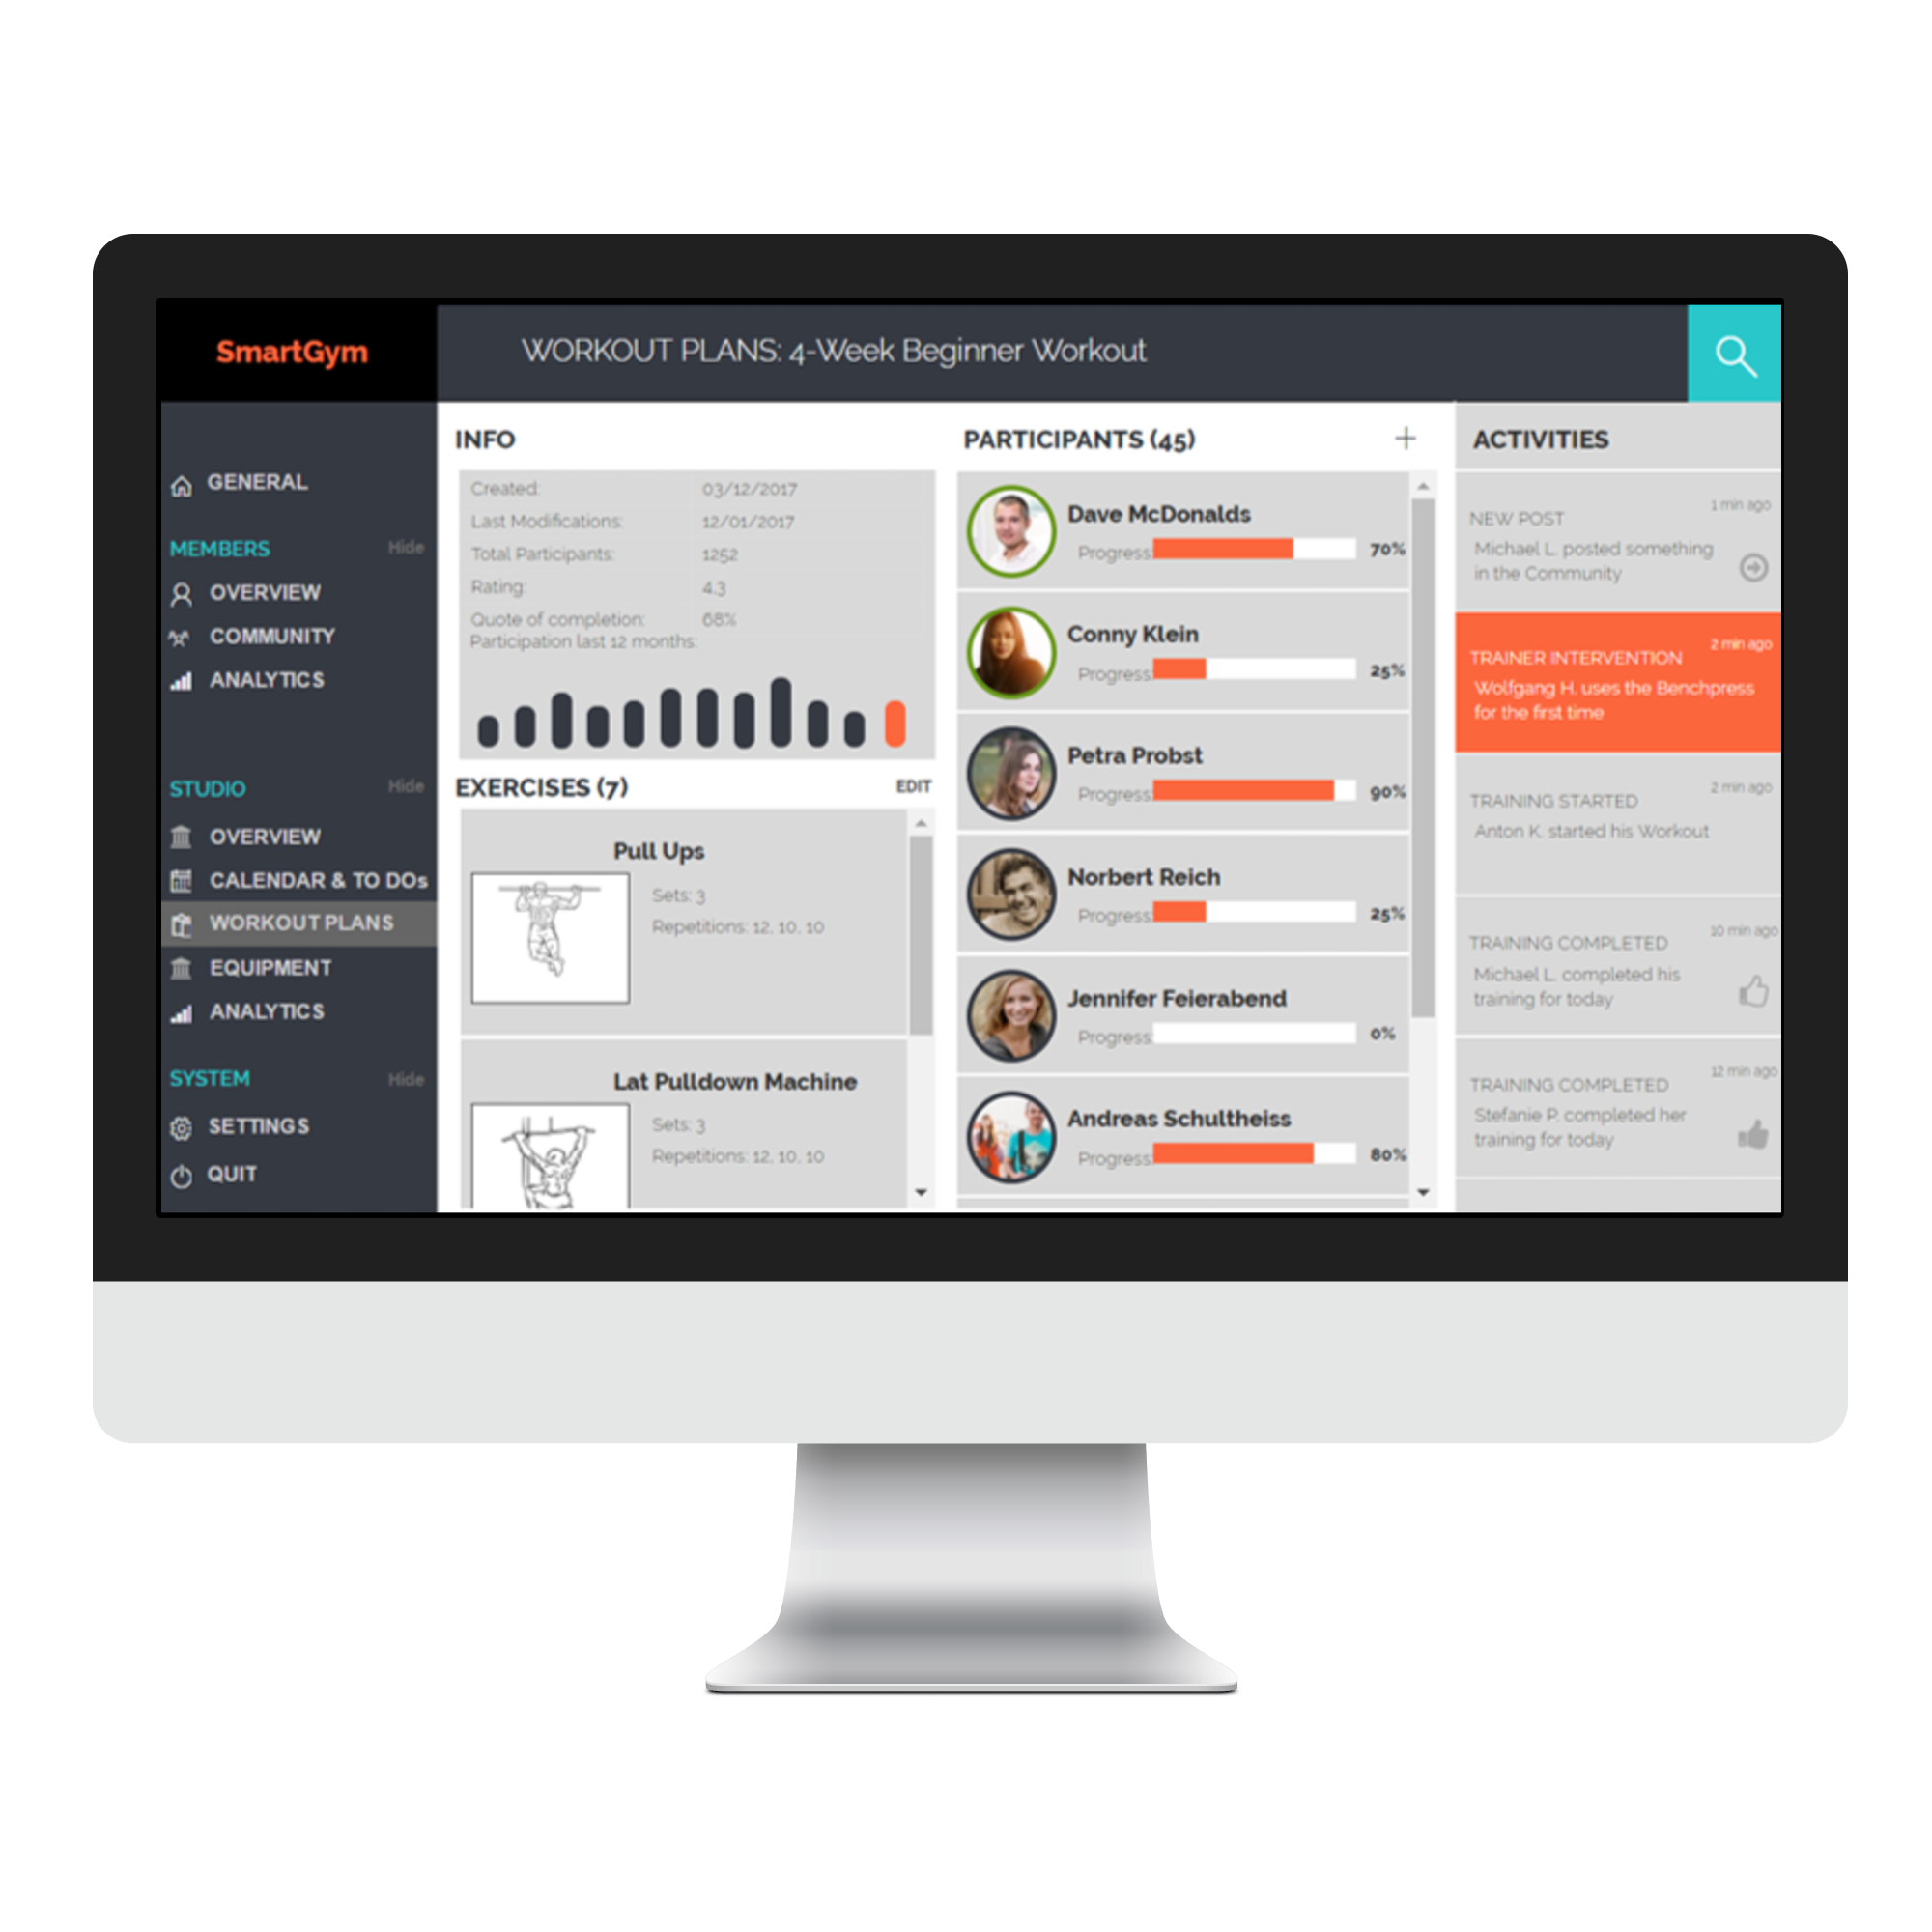 SmartGym
WORKOUT PLANS: 4-Week Beginner Workout
GENERAL
MEMBERS Hide
OVERVIEW
COMMUNITY
ANALYTICS
STUDIO Hide
OVERVIEW
CALENDAR & TO DOs
WORKOUT PLANS
EQUIPMENT
ANALYTICS
SYSTEM Hide
SETTINGS
QUIT
INFO
Created: 03/12/2017
Last Modifications: 12/01/2017
Total Participants: 1252
Rating: 4,3
Quote of completion: 68%
Participation last 12 months:
EXERCISES (7) EDIT
Pull Ups
Sets: 3
Repetitions: 12, 10, 10
Lat Pulldown Machine
Sets: 3
Repetitions: 12, 10, 10
PARTICIPANTS (45) +
Dave McDonalds
Progress: 70%
Conny Klein
Progress: 25%
Petra Probst
Progress: 90%
Norbert Reich
Progress: 25%
Jennifer Feierabend
Progress: 0%
Andreas Schultheiss
Progress: 80%
ACTIVITIES
1 min ago
NEW POST
Michael L. posted something
in the Community
2 min ago
TRAINER INTERVENTION
Wolfgang H. uses the Benchpress
for the first time
2 min ago
TRAINING STARTED
Anton K. started his Workout
10 min ago
TRAINING COMPLETED
Michael L. completed his
training for today
12 min ago
TRAINING COMPLETED
Stefanie P. completed her
training for today